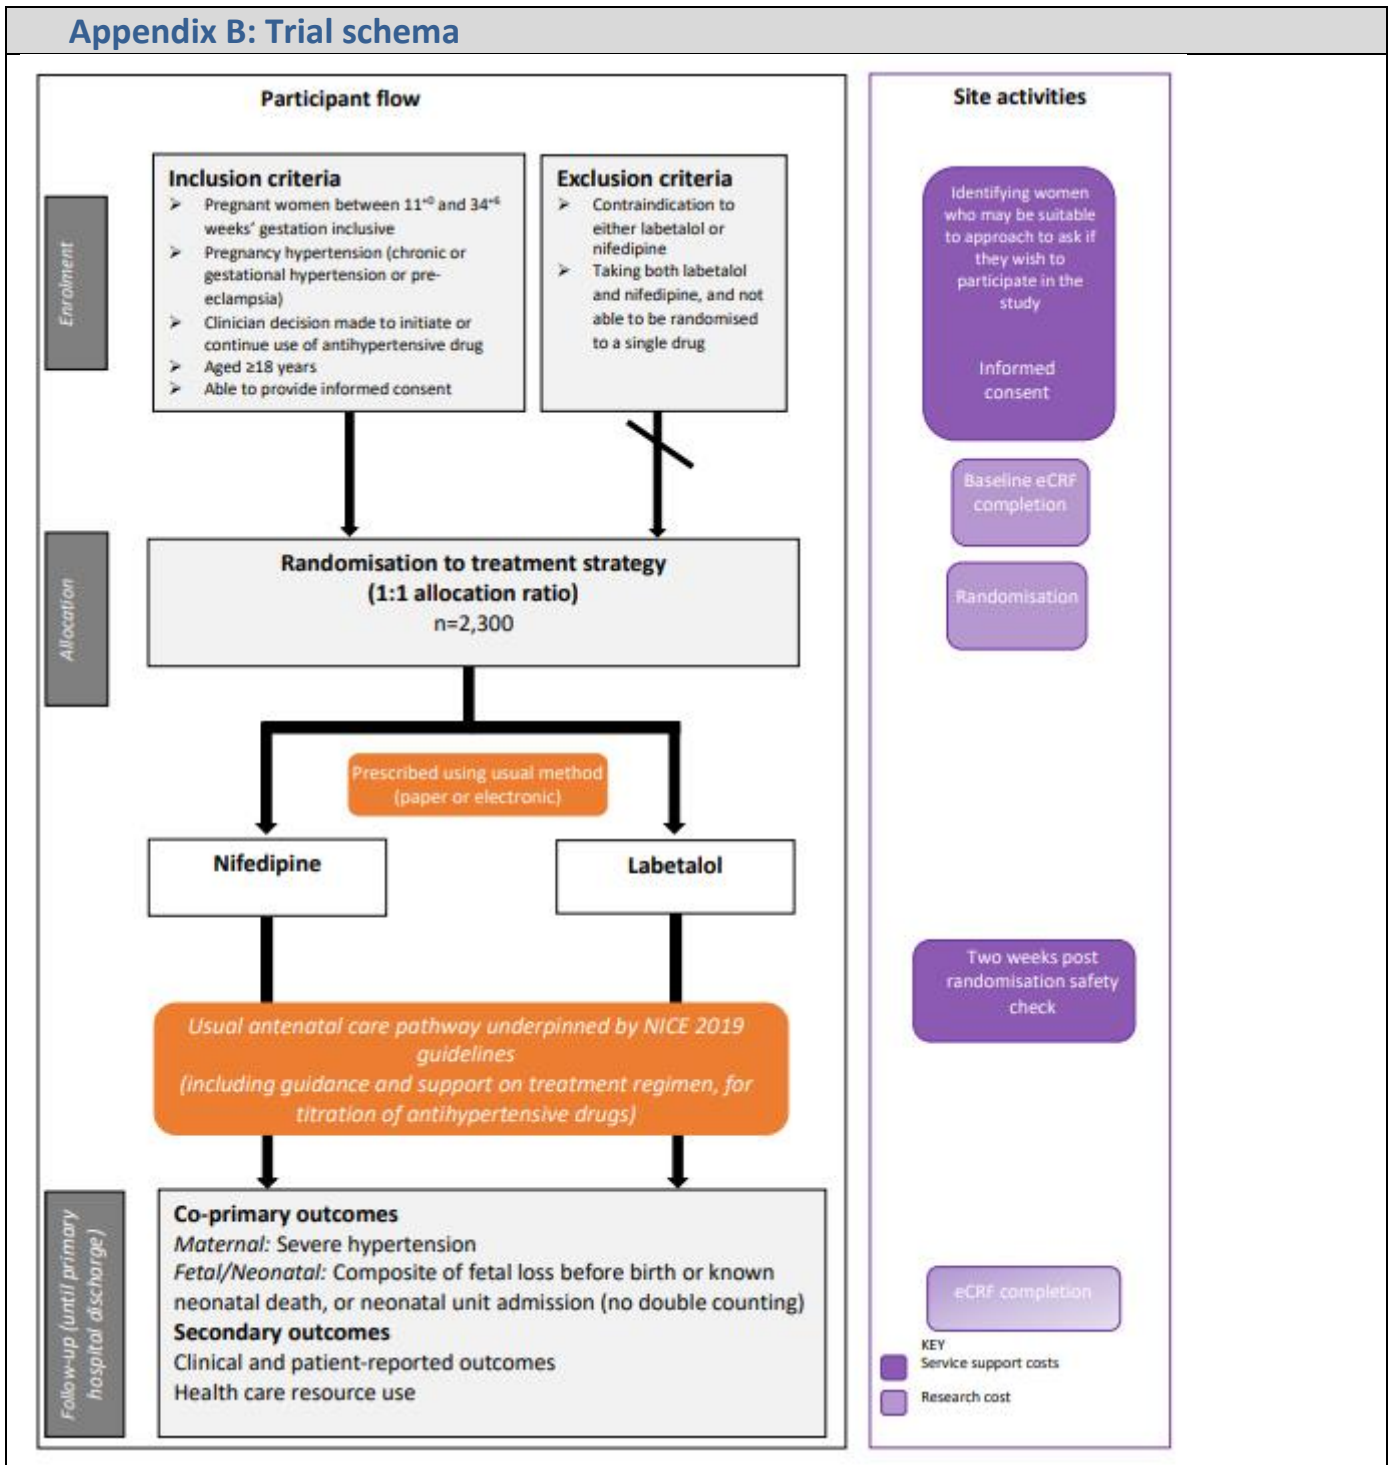 Appendix B: Trial schema
Participant flow
Enrolment
Inclusion criteria
➢ Pregnant women between 11⁺⁰ and 34⁺⁶
weeks' gestation inclusive
➢ Pregnancy hypertension (chronic or
gestational hypertension or pre-
eclampsia)
➢ Clinician decision made to initiate or
continue use of antihypertensive drug
➢ Aged ≥18 years
➢ Able to provide informed consent
Exclusion criteria
➢ Contraindication to
either labetalol or
nifedipine
➢ Taking both labetalol
and nifedipine, and not
able to be randomised
to a single drug
Allocation
Randomisation to treatment strategy
(1:1 allocation ratio)
n=2,300
Prescribed using usual method
(paper or electronic)
Nifedipine
Labetalol
Usual antenatal care pathway underpinned by NICE 2019
guidelines
(including guidance and support on treatment regimen, for
titration of antihypertensive drugs)
Follow-up (until primary
hospital discharge)
Co-primary outcomes
Maternal: Severe hypertension
Fetal/Neonatal: Composite of fetal loss before birth or known
neonatal death, or neonatal unit admission (no double counting)
Secondary outcomes
Clinical and patient-reported outcomes
Health care resource use
Site activities
Identifying women
who may be suitable
to approach to ask if
they wish to
participate in the
study
Informed
consent
Baseline eCRF
completion
Randomisation
Two weeks post
randomisation safety
check
eCRF completion
KEY
Service support costs
Research cost